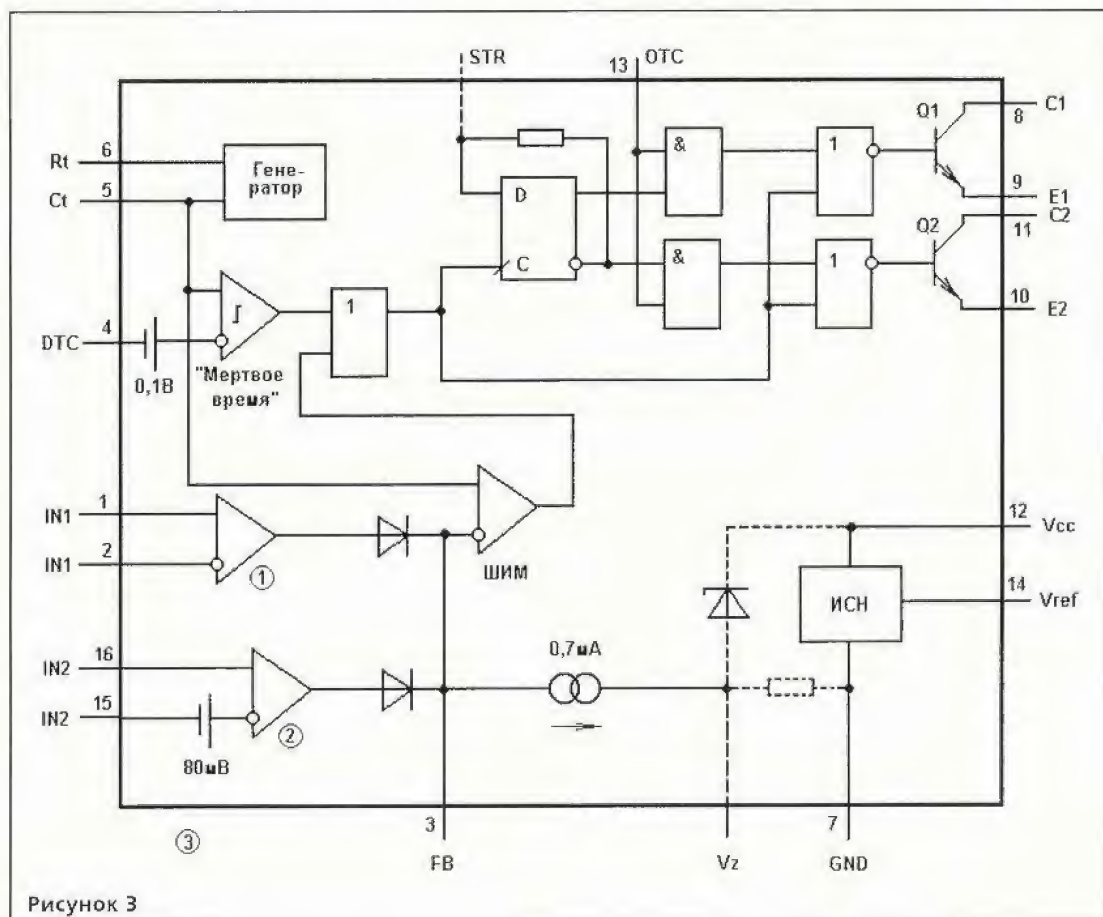 STR
13 OTC
Q1
C1
8
Rt
6
Гене-
ратор
&
1
9
E1
Ct
5
D
C2
Q2
11
C
&
1
10
E2
1
DTC
4
0,1В
"Мертвое
время"
IN1
1
12
Vcc
IN1
2
ШИМ
1
ИСН
14
Vref
IN2
16
0,7мА
IN2
15
2
80мВ
3
3
7
FB
Vz
GND
Рисунок 3